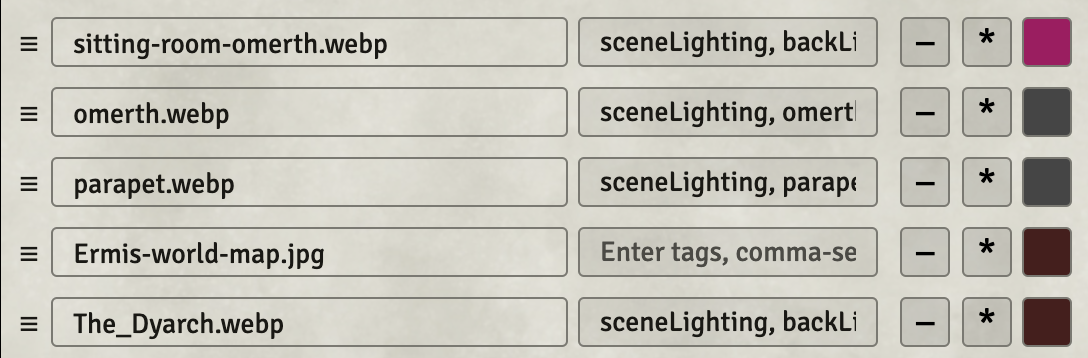 ≡ sitting-room-omerth.webp sceneLighting, backLi – *
≡ omerth.webp sceneLighting, omert – *
≡ parapet.webp sceneLighting, parape – *
≡ Ermis-world-map.jpg Enter tags, comma-se – *
≡ The_Dyarch.webp sceneLighting, backLi – *